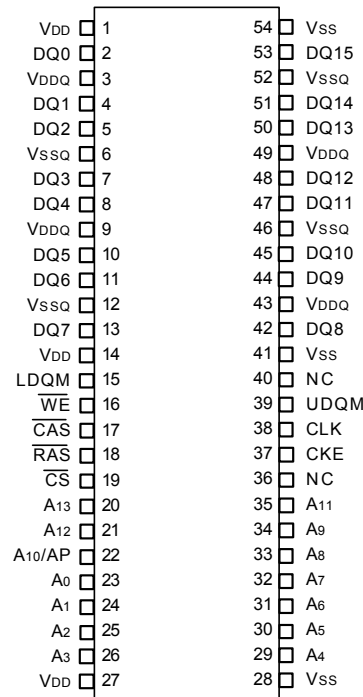 VDD 1 54 VSS
DQ0 2 53 DQ15
VDDQ 3 52 VSSQ
DQ1 4 51 DQ14
DQ2 5 50 DQ13
VSSQ 6 49 VDDQ
DQ3 7 48 DQ12
DQ4 8 47 DQ11
VDDQ 9 46 VSSQ
DQ5 10 45 DQ10
DQ6 11 44 DQ9
VSSQ 12 43 VDDQ
DQ7 13 42 DQ8
VDD 14 41 VSS
LDQM 15 40 NC
W̅E̅ 16 39 UDQM
C̅A̅S̅ 17 38 CLK
R̅A̅S̅ 18 37 CKE
C̅S̅ 19 36 NC
A13 20 35 A11
A12 21 34 A9
A10/AP 22 33 A8
A0 23 32 A7
A1 24 31 A6
A2 25 30 A5
A3 26 29 A4
VDD 27 28 VSS